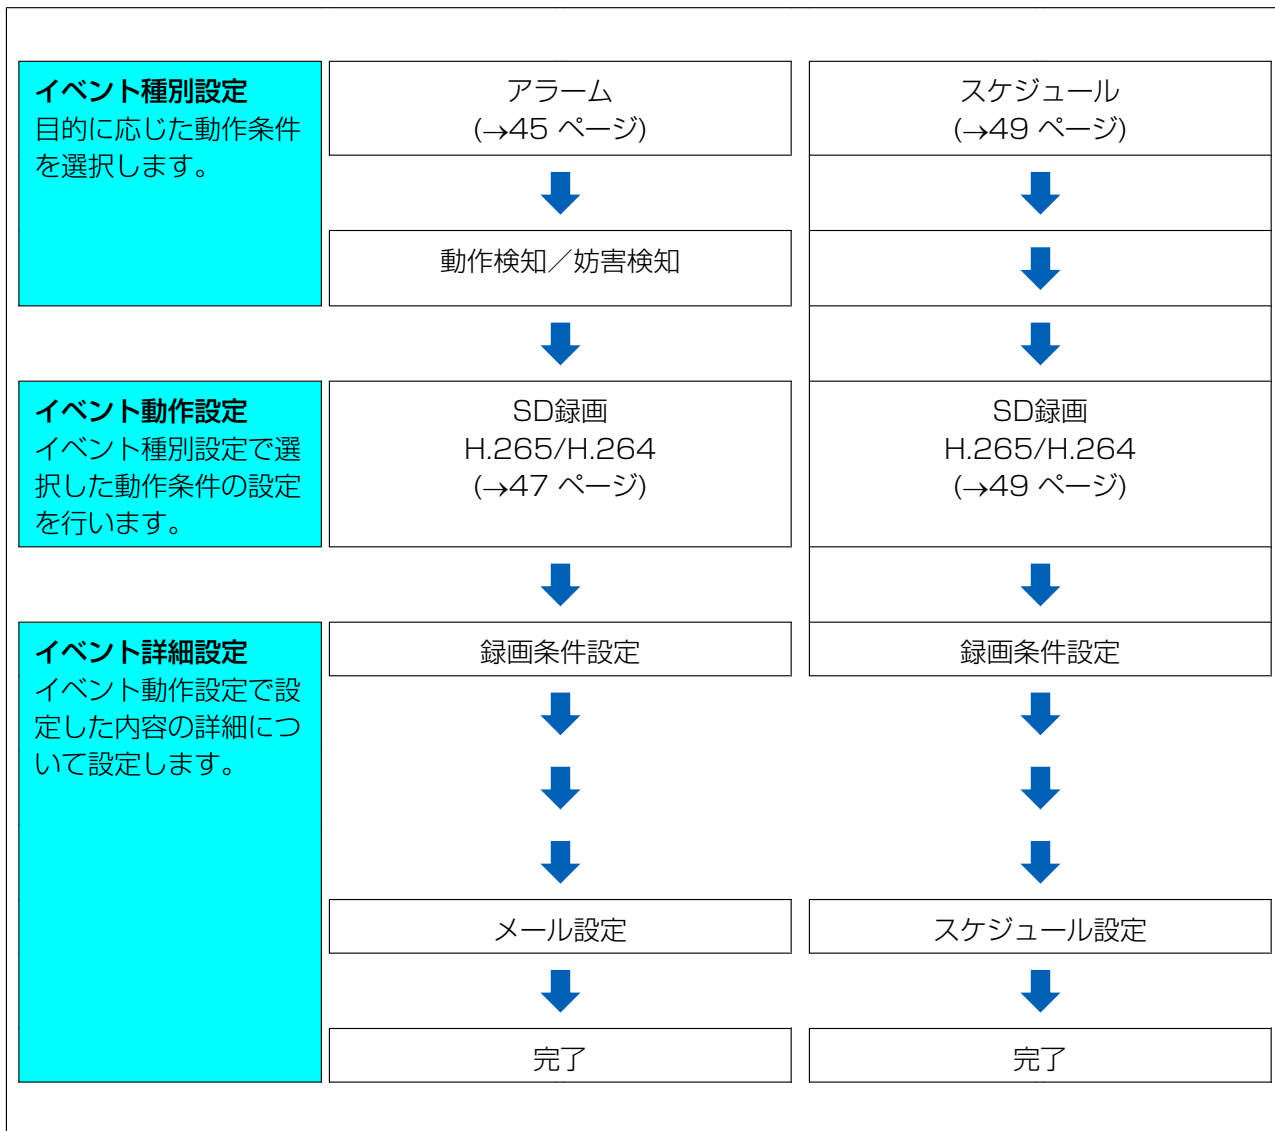 イベント種別設定
目的に応じた動作条件
を選択します。
アラーム
(→45 ページ)
スケジュール
(→49 ページ)
動作検知／妨害検知
イベント動作設定
イベント種別設定で選
択した動作条件の設定
を行います。
SD録画
H.265/H.264
(→47 ページ)
SD録画
H.265/H.264
(→49 ページ)
イベント詳細設定
イベント動作設定で設
定した内容の詳細につ
いて設定します。
録画条件設定
録画条件設定
メール設定
スケジュール設定
完了
完了